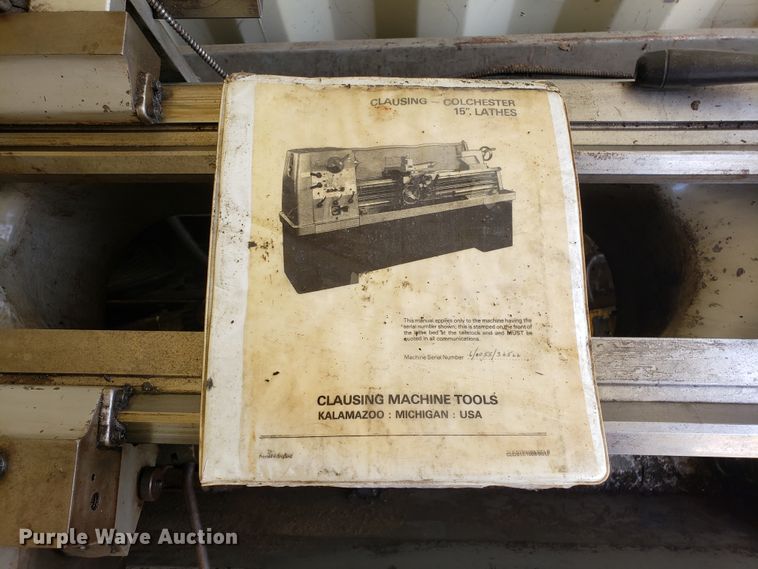 CLAUSING — COLCHESTER
15". LATHES
This manual applies only to the machine having the
serial number shown; this is stamped on the front of
the lathe bed at the tailstock end and MUST be
quoted in all communications.
Machine Serial Number
CLAUSING MACHINE TOOLS
KALAMAZOO : MICHIGAN : USA
Purple Wave Auction